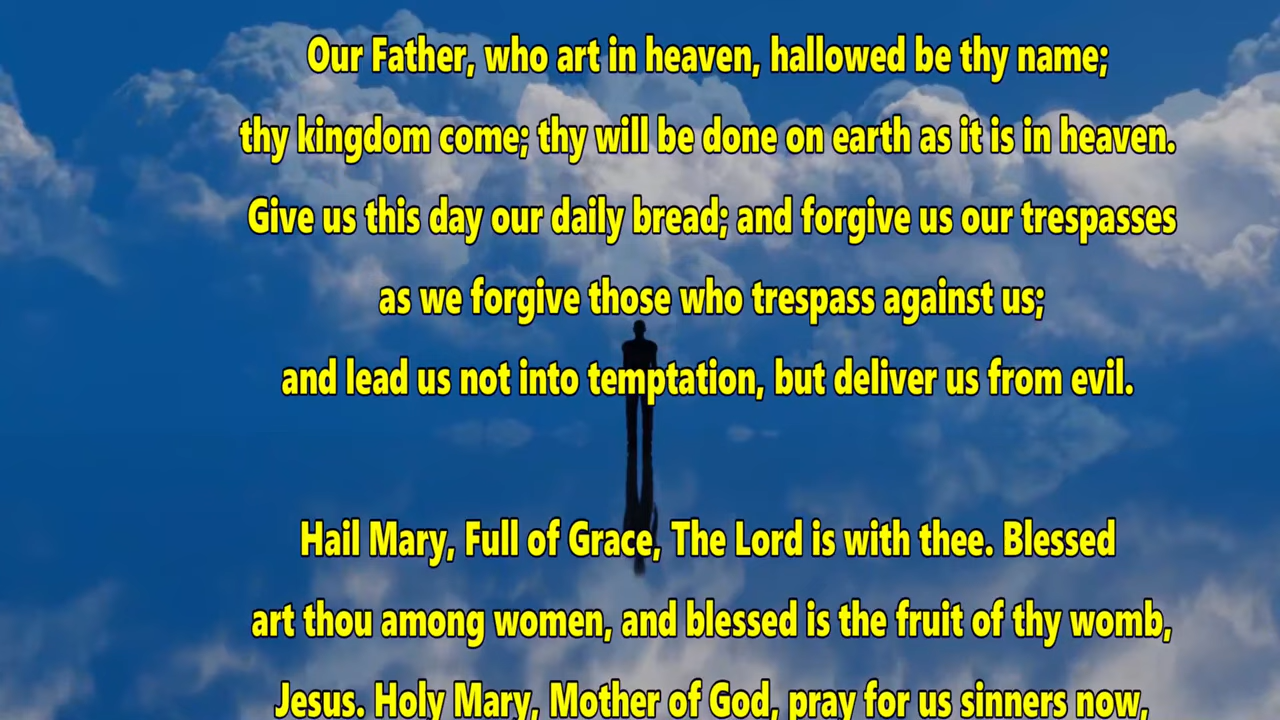 Our Father, who art in heaven, hallowed be thy name;
thy kingdom come; thy will be done on earth as it is in heaven.
Give us this day our daily bread; and forgive us our trespasses
as we forgive those who trespass against us;
and lead us not into temptation, but deliver us from evil.
Hail Mary, Full of Grace, The Lord is with thee. Blessed
art thou among women, and blessed is the fruit of thy womb,
Jesus. Holy Mary, Mother of God, pray for us sinners now,